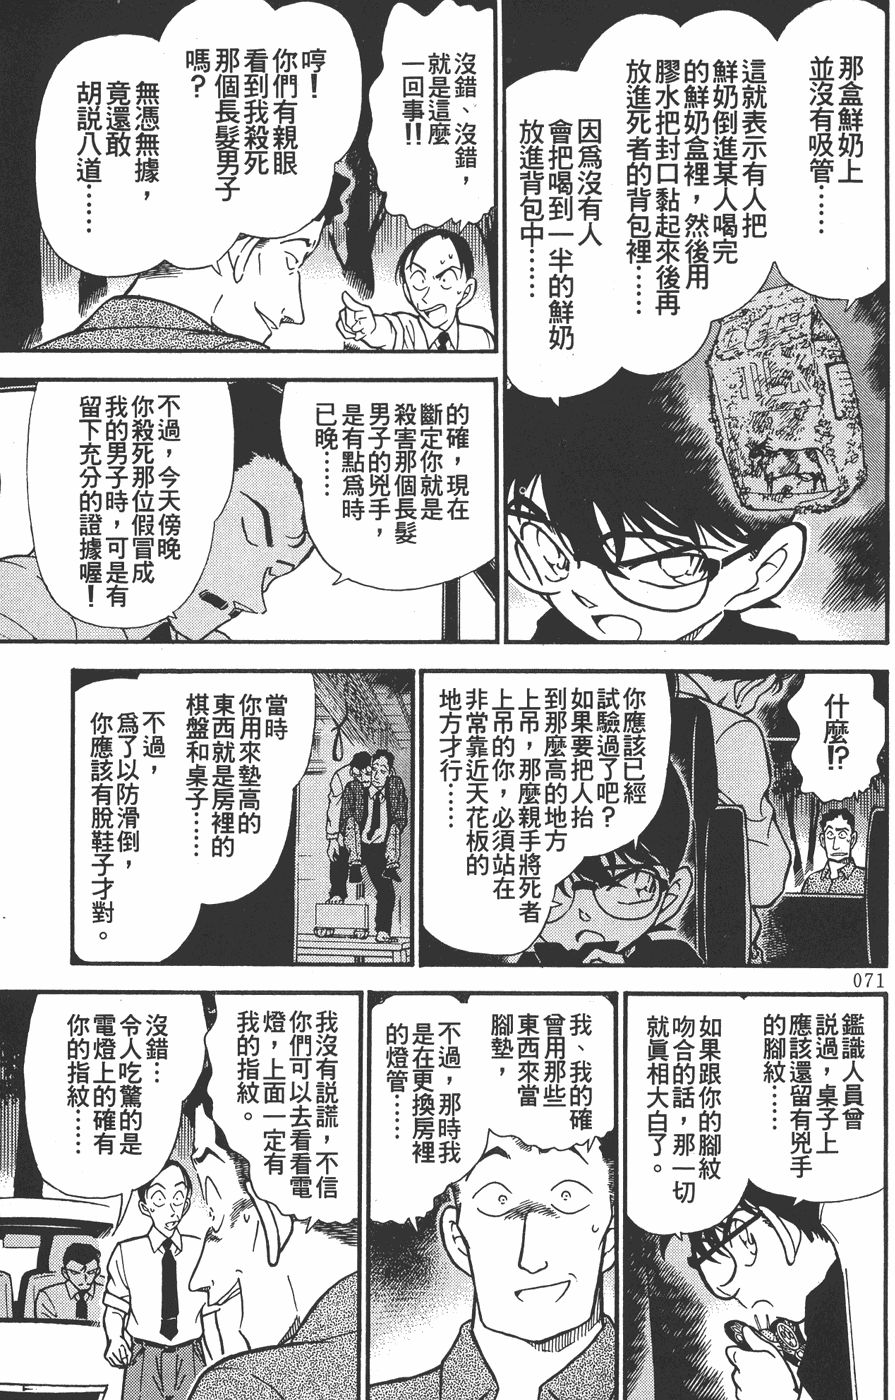 那盒鮮奶上
並沒有吸管……
這就表示有人把
鮮奶倒進某人喝完
的鮮奶盒裡，然後用
膠水把封口黏起來後再
放進死者的背包裡……
因爲沒有人
會把喝到一半的鮮奶
放進背包中……
沒錯、沒錯，
就是這麼
一回事!!
哼！
你們有親眼
看到我殺死
那個長髮男子
嗎？
無憑無據，
竟還敢
胡說八道……
的確，現在
斷定你就是
殺害那個長髮
男子的兇手，
是有點爲時
已晚……
不過，今天傍晚
你殺死那位假冒成
我的男子時，可是有
留下充分的證據喔！
什麼!?
你應該已經
試驗過了吧？
如果要把人抬
到那麼高的地方
上吊，那麼親手將死者
上吊的你，必須站在
非常靠近天花板的
地方才行……
當時
你用來墊高的
東西就是房裡的
棋盤和桌子……
不過，
爲了以防滑倒，
你應該有脫鞋子才對。
071
鑑識人員曾
說過，桌子上
應該還留有兇手
的腳紋……
如果跟你的腳紋
吻合的話，那一切
就真相大白了。
我、我的確
曾用那些
東西來當
腳墊，
不過，那時我
是在更換房裡
的燈管……
我沒有說謊，不信
你們可以去看看電
燈，上面一定有
我的指紋。
沒錯…
令人吃驚的是
電燈上的確有
你的指紋……